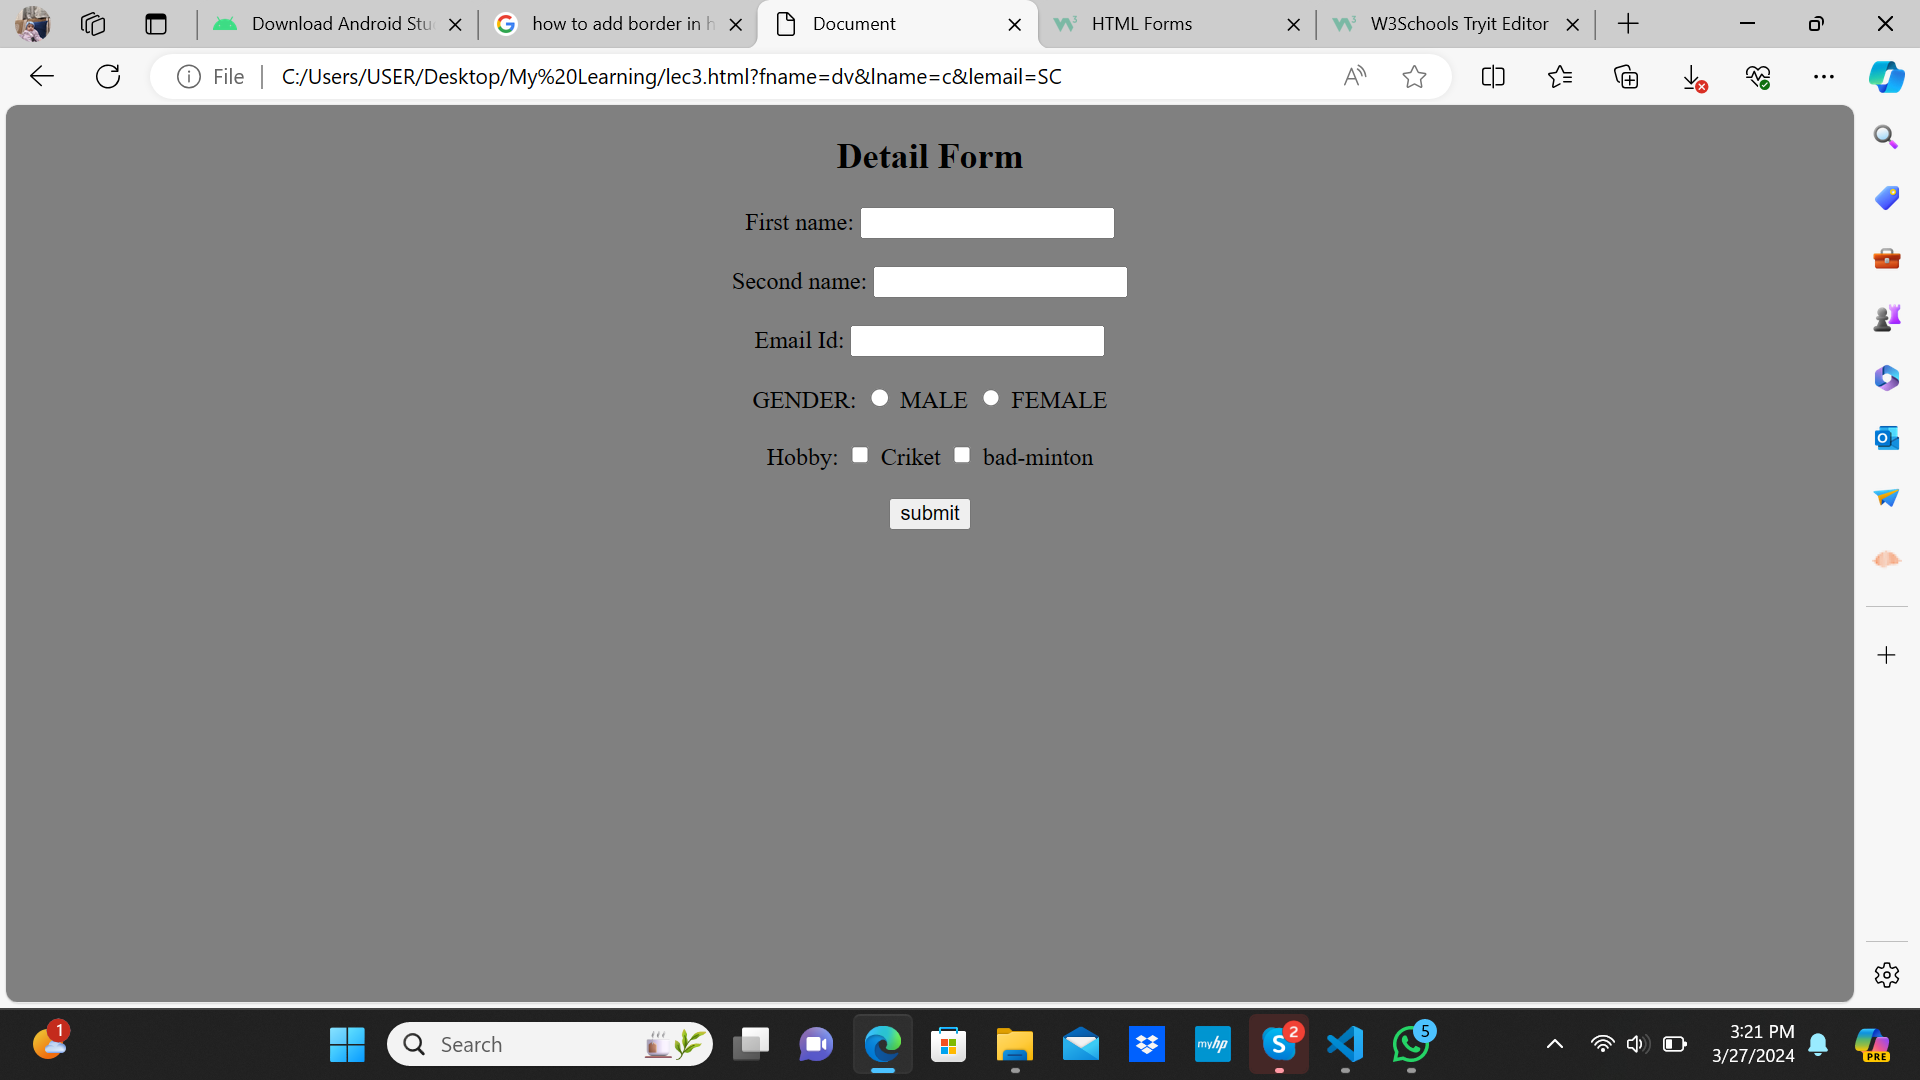 Download Android Stu
how to add border in h
Document
HTML Forms
W3Schools Tryit Editor
File
C:/Users/USER/Desktop/My%20Learning/lec3.html?fname=dv&lname=c&lemail=SC
Detail Form
First name:
Second name:
Email Id:
GENDER: MALE FEMALE
Hobby: Criket bad-minton
submit
1
Search
myhp
S 2
5
3:21 PM
3/27/2024
PRE